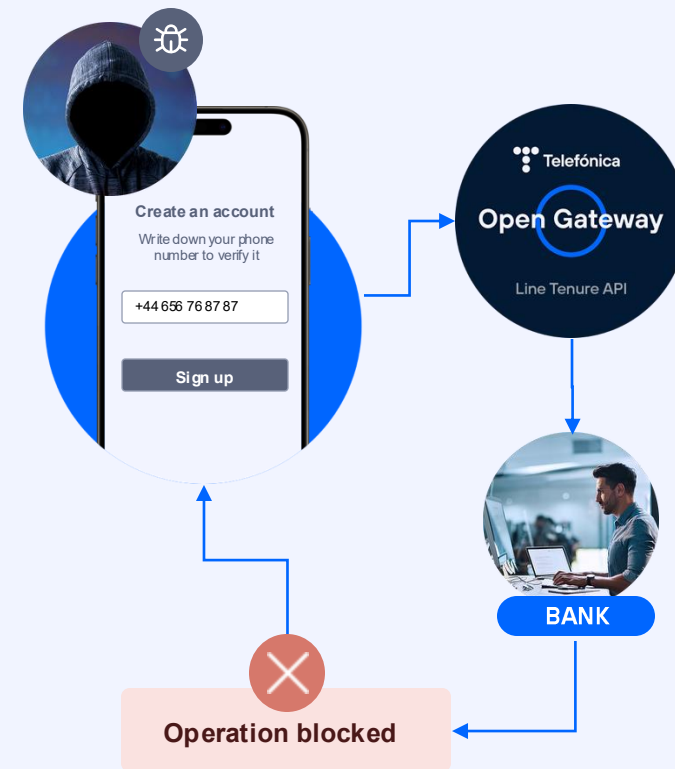 Create an account
Write down your phone
number to verify it
+44 656 76 87 87
Sign up
Telefónica
Open Gateway
Line Tenure API
BANK
Operation blocked